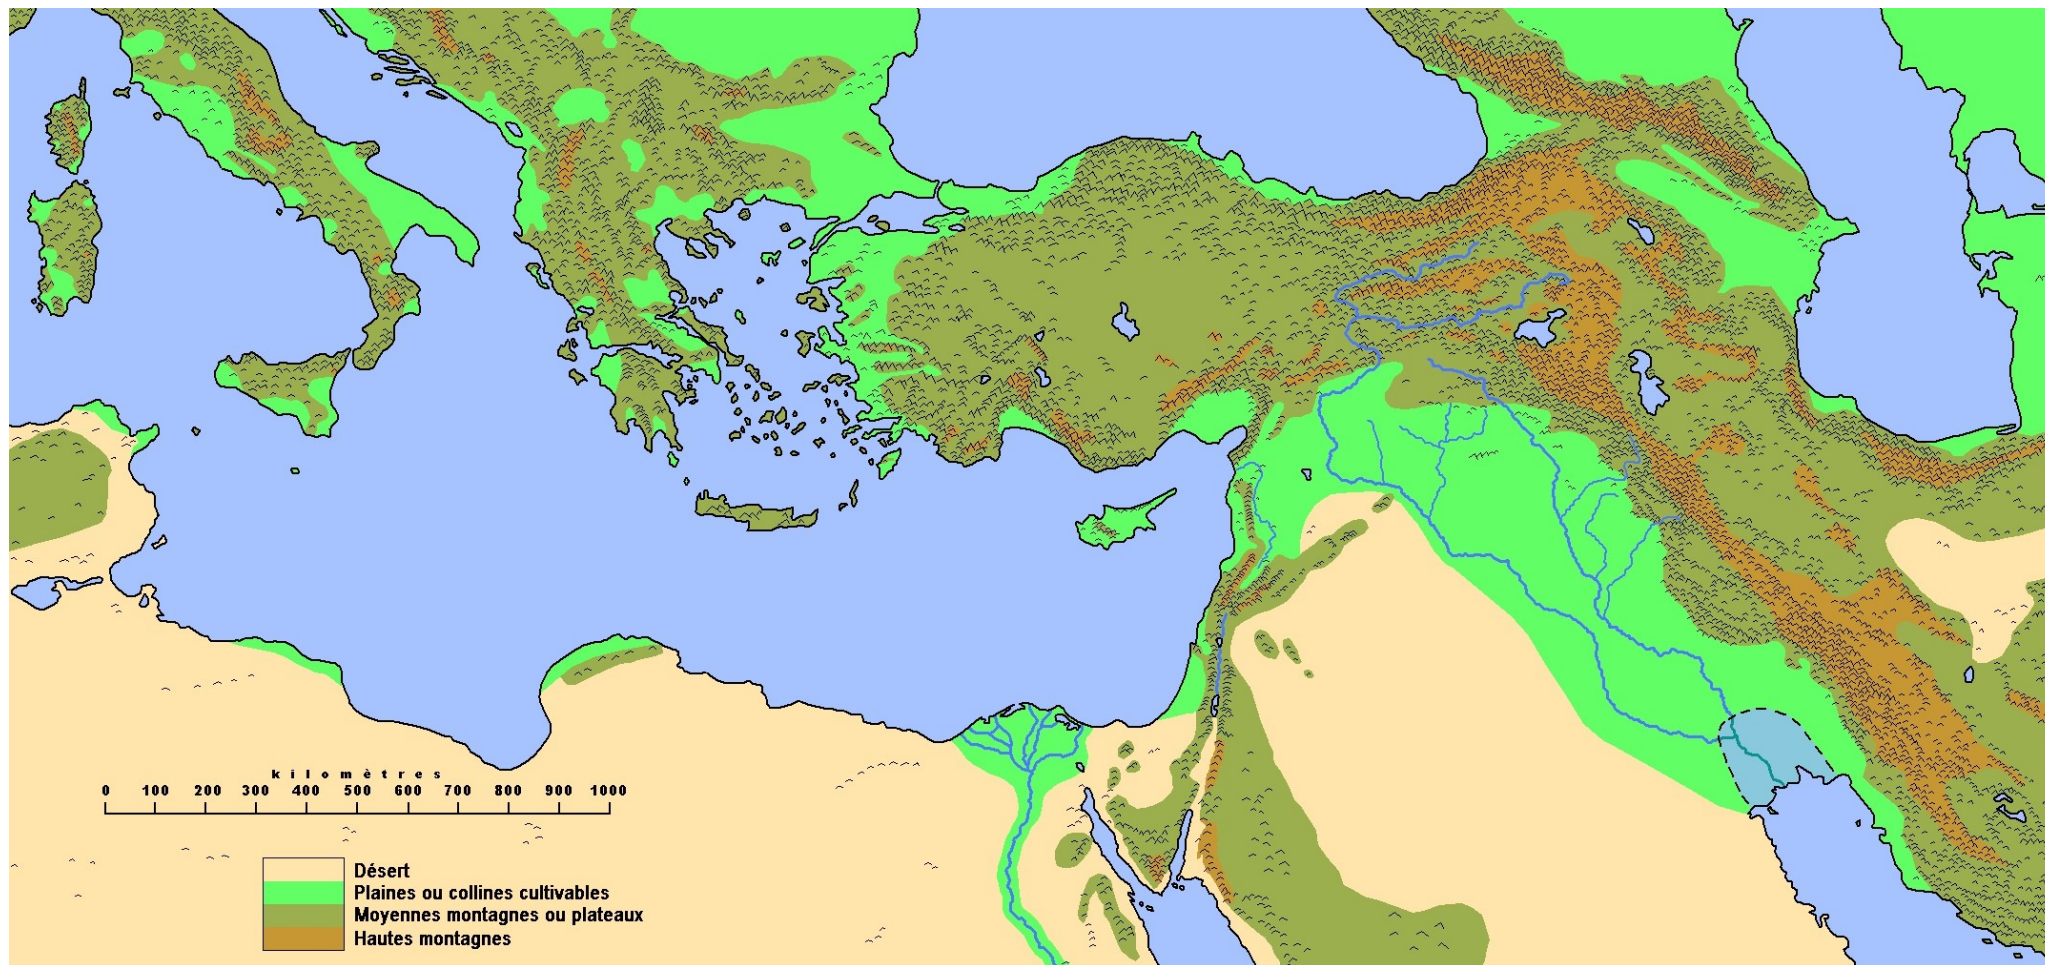 kilomètres
0 100 200 300 400 500 600 700 800 900 1000
Désert
Plaines ou collines cultivables
Moyennes montagnes ou plateaux
Hautes montagnes